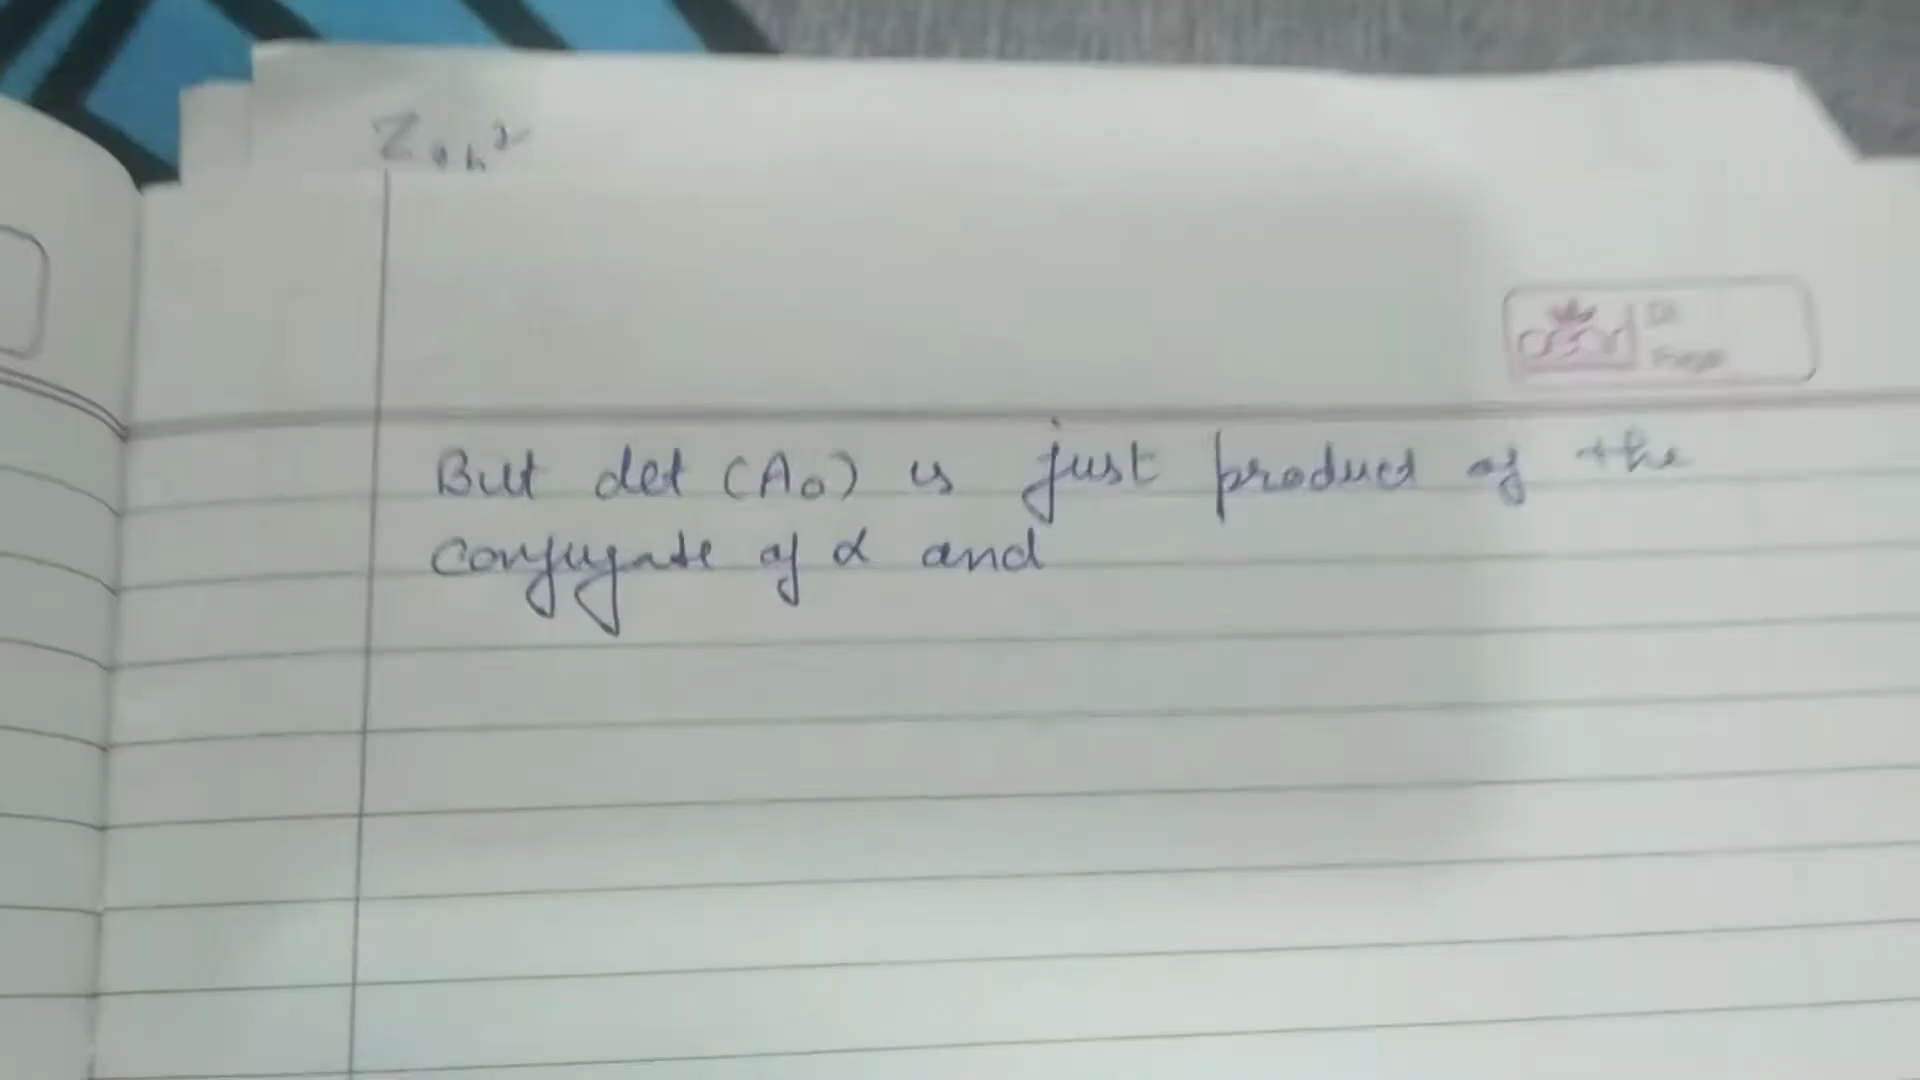 But det (A₀) is just product of the
conjugate of α and